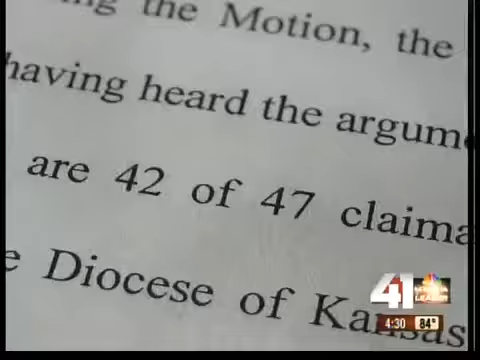 the Motion, the
having heard the argum
are 42 of 47 claima
e Diocese of Kansas
41
4:30 84°